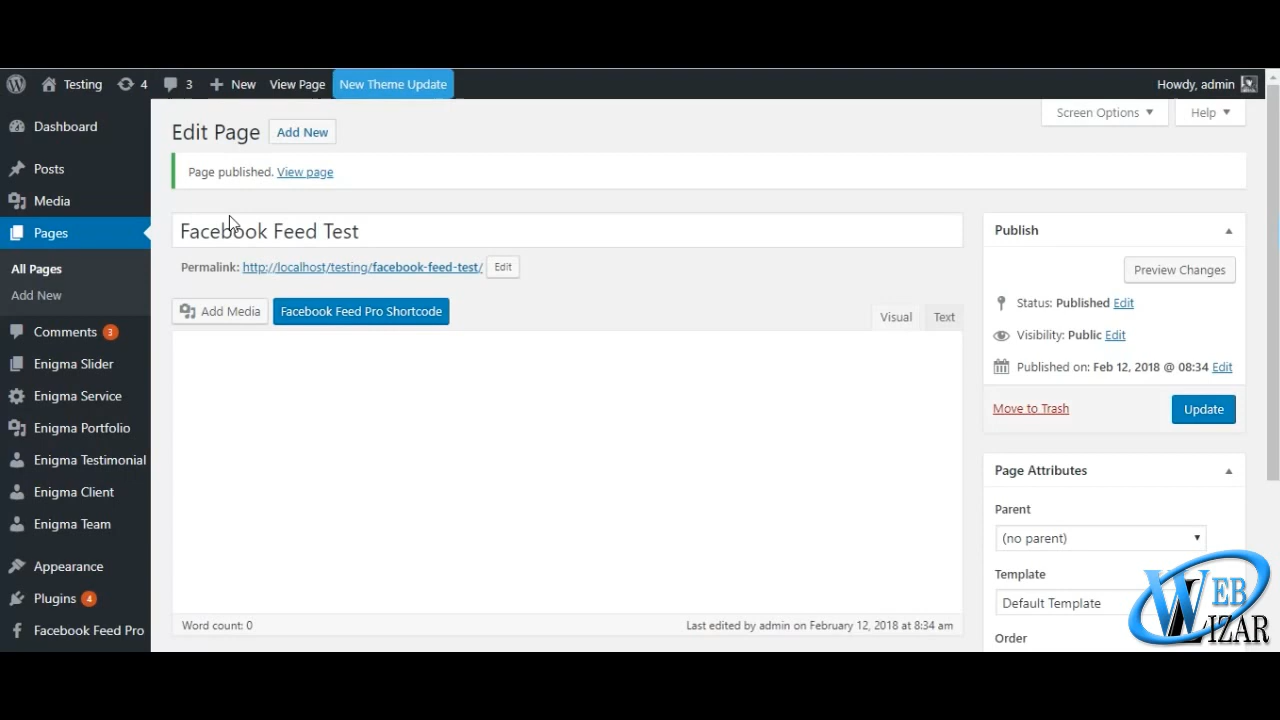 Testing 4 3 + New View Page New Theme Update Howdy, admin
Screen Options Help
Dashboard
Posts
Media
Pages
All Pages
Add New
Comments 3
Enigma Slider
Enigma Service
Enigma Portfolio
Enigma Testimonial
Enigma Client
Enigma Team
Appearance
Plugins 4
Facebook Feed Pro
Edit Page Add New
Page published. View page
Facebook Feed Test
Permalink: http://localhost/testing/facebook-feed-test/ Edit
Add Media Facebook Feed Pro Shortcode
Visual Text
Word count: 0 Last edited by admin on February 12, 2018 at 8:34 am
Publish
Preview Changes
Status: Published Edit
Visibility: Public Edit
Published on: Feb 12, 2018 @ 08:34 Edit
Move to Trash Update
Page Attributes
Parent
(no parent)
Template
Default Template
Order
WEB
WIZAR